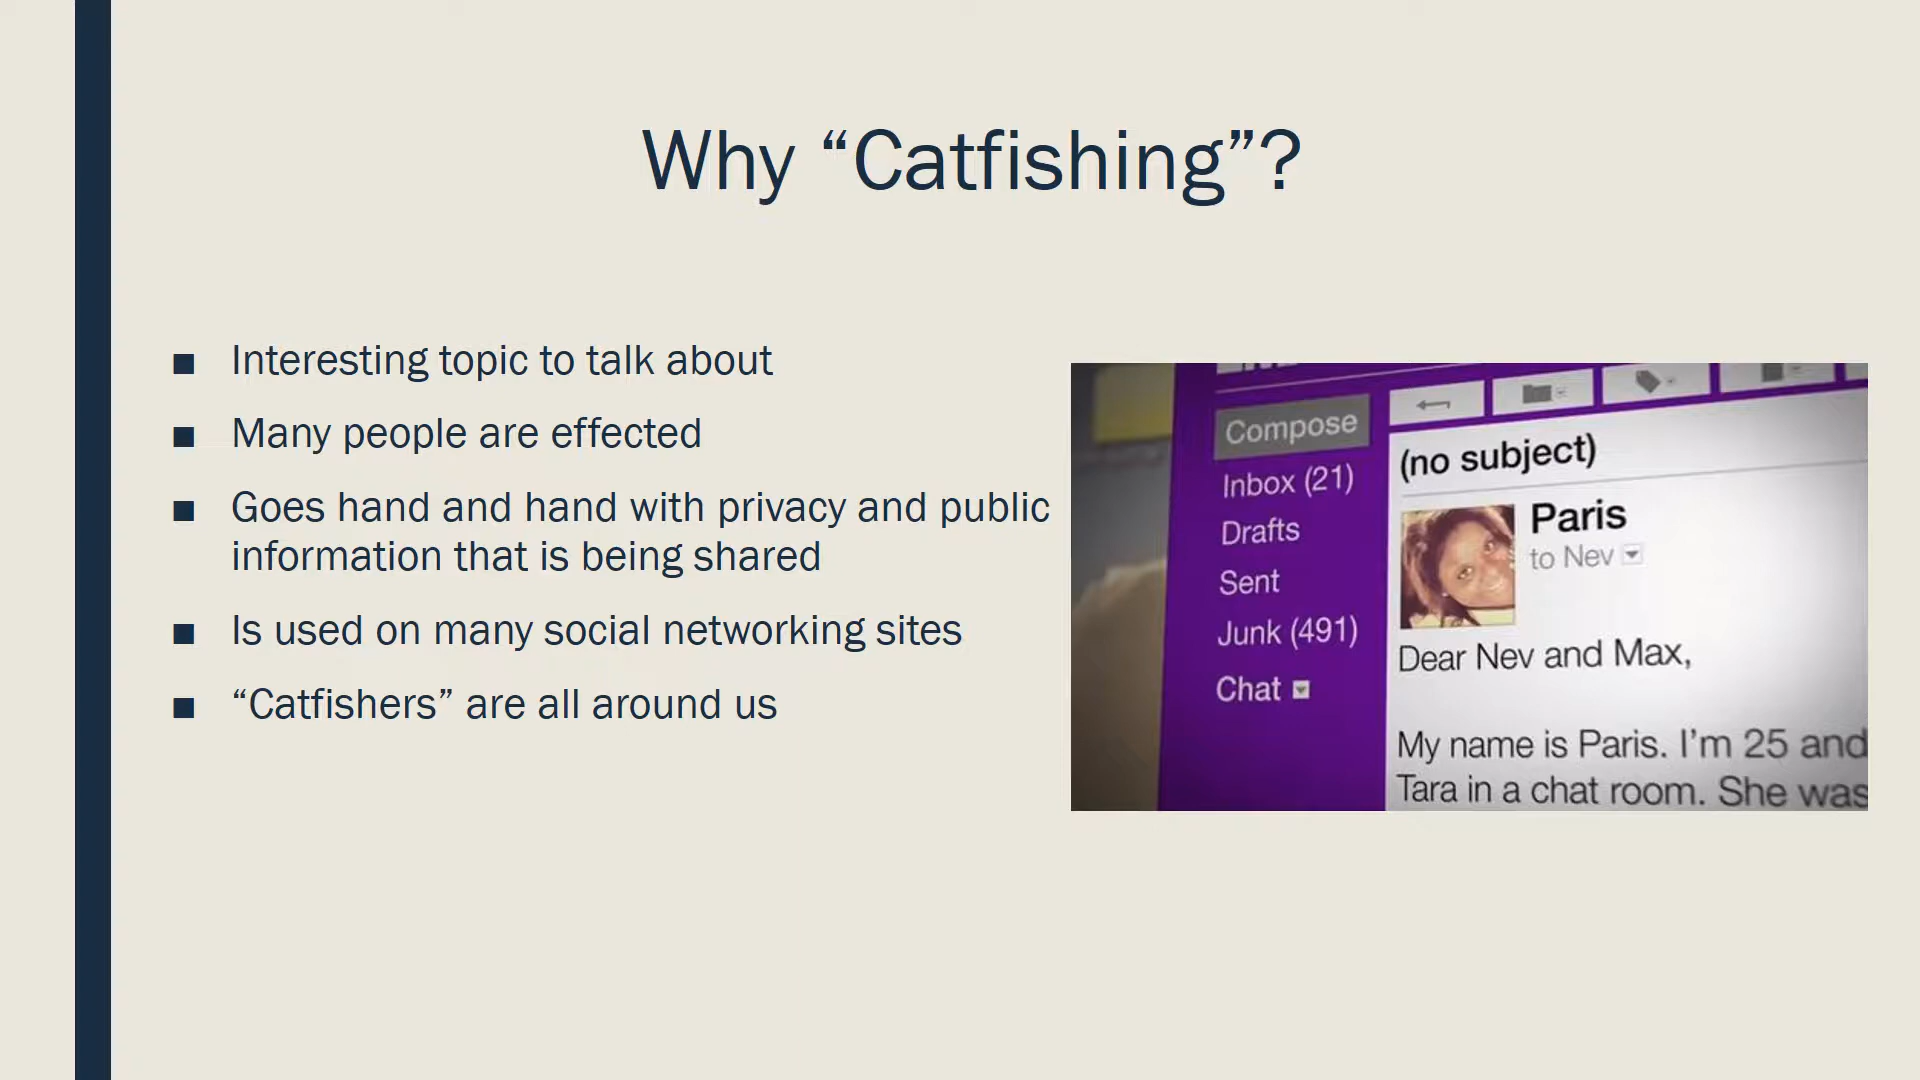 Why “Catfishing”?
■ Interesting topic to talk about
■ Many people are effected
■ Goes hand and hand with privacy and public
information that is being shared
■ Is used on many social networking sites
■ “Catfishers” are all around us
Compose
Inbox (21)
Drafts
Sent
Junk (491)
Chat
(no subject)
Paris
to Nev
Dear Nev and Max,
My name is Paris. I’m 25 and
Tara in a chat room. She was